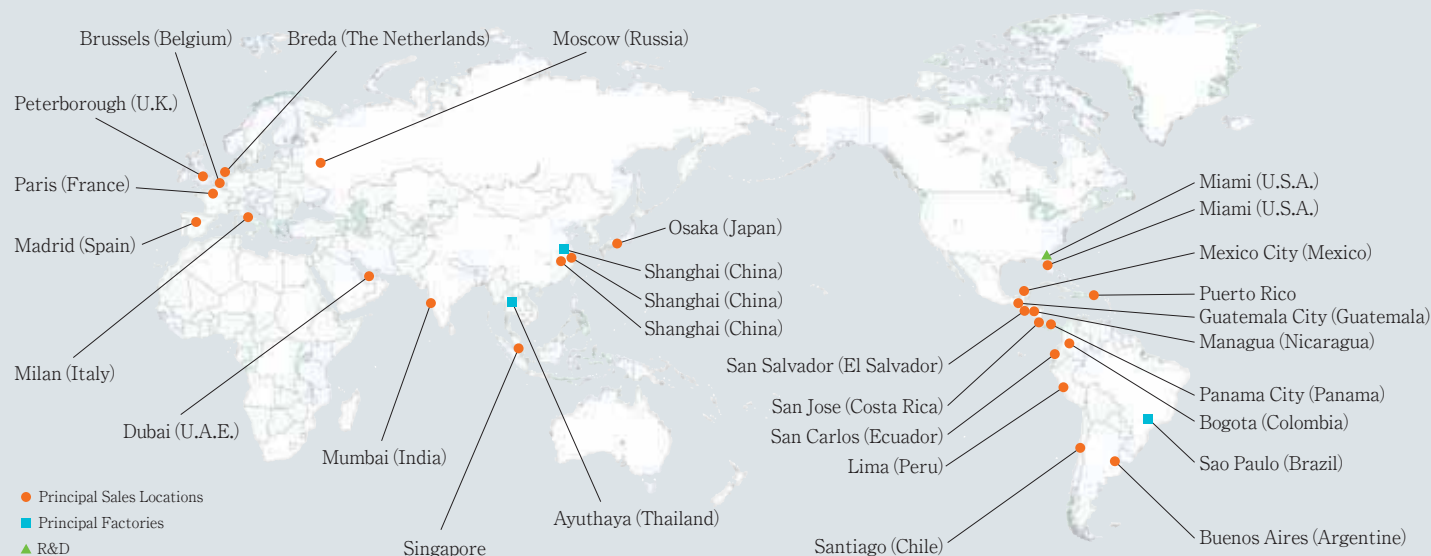 Brussels (Belgium)
Breda (The Netherlands)
Moscow (Russia)
Peterborough (U.K.)
Paris (France)
Madrid (Spain)
Milan (Italy)
Dubai (U.A.E.)
Mumbai (India)
Singapore
Ayuthaya (Thailand)
Osaka (Japan)
Shanghai (China)
Shanghai (China)
Shanghai (China)
Miami (U.S.A.)
Miami (U.S.A.)
Mexico City (Mexico)
Puerto Rico
Guatemala City (Guatemala)
Managua (Nicaragua)
San Salvador (El Salvador)
Panama City (Panama)
San Jose (Costa Rica)
Bogota (Colombia)
San Carlos (Ecuador)
Lima (Peru)
Sao Paulo (Brazil)
Santiago (Chile)
Buenos Aires (Argentine)
Principal Sales Locations
Principal Factories
R&D